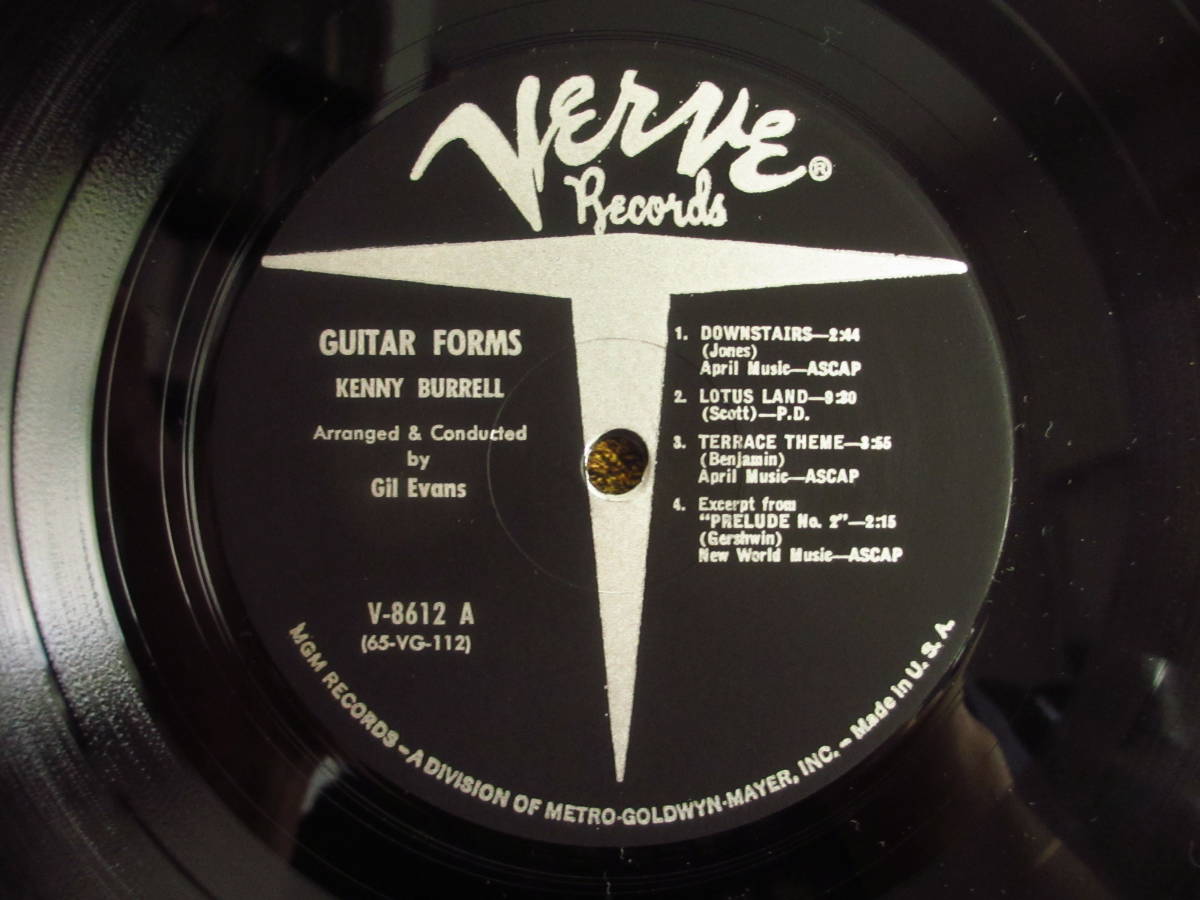 VERVE ®
Records
GUITAR FORMS
KENNY BURRELL
Arranged & Conducted
by
Gil Evans
V-8612 A
(65-VG-112)
1. DOWNSTAIRS—2:44
(Jones)
April Music—ASCAP
2. LOTUS LAND—9:30
(Scott)—P.D.
3. TERRACE THEME—3:55
(Benjamin)
April Music—ASCAP
4. Excerpt from
"PRELUDE No. 2"—2:15
(Gershwin)
New World Music—ASCAP
MGM RECORDS – A DIVISION OF METRO-GOLDWYN-MAYER, INC. – Made in U. S. A.